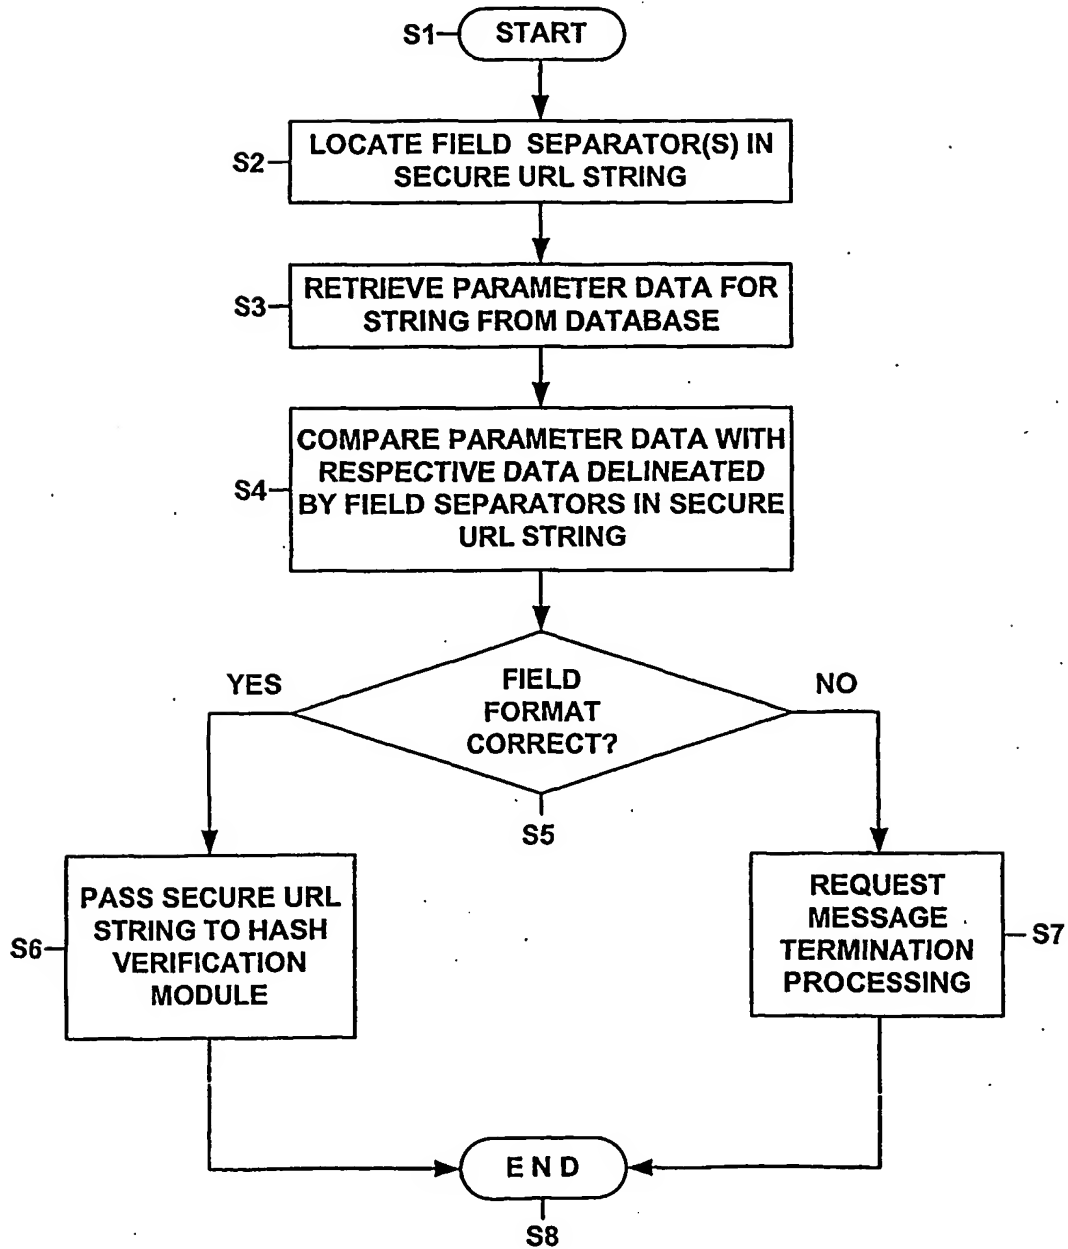 S1
START
S2
LOCATE FIELD SEPARATOR(S) IN
SECURE URL STRING
S3
RETRIEVE PARAMETER DATA FOR
STRING FROM DATABASE
S4
COMPARE PARAMETER DATA WITH
RESPECTIVE DATA DELINEATED
BY FIELD SEPARATORS IN SECURE
URL STRING
YES
FIELD
FORMAT
CORRECT?
NO
S5
S6
PASS SECURE URL
STRING TO HASH
VERIFICATION
MODULE
REQUEST
MESSAGE
TERMINATION
PROCESSING
S7
END
S8